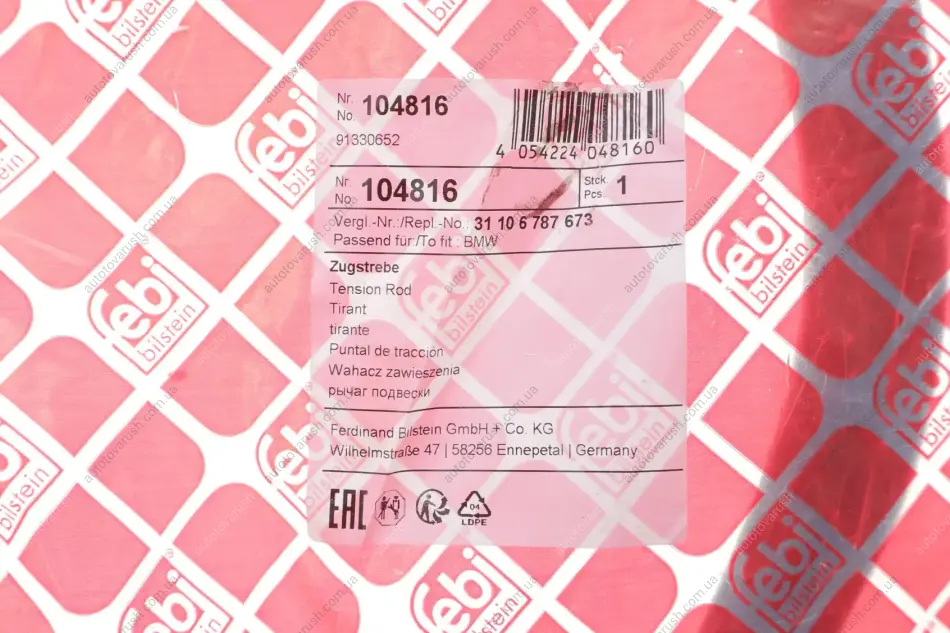 Nr.
No.
104816
91330652
4 054224 048160
Nr.
No.
104816
Stck.
Pcs.
1
Vergl.-Nr.:/Repl.-No.: 31 10 6 787 673
Passend für:/To fit : BMW
Zugstrebe
Tension Rod
Tirant
tirante
Puntal de tracción
Wahacz zawieszenia
рычаг подвески
Ferdinand Bilstein GmbH + Co. KG
Wilhelmstraße 47 | 58256 Ennepetal | Germany
EAC
04
LDPE
febi
bilstein
autotovarush.com.ua